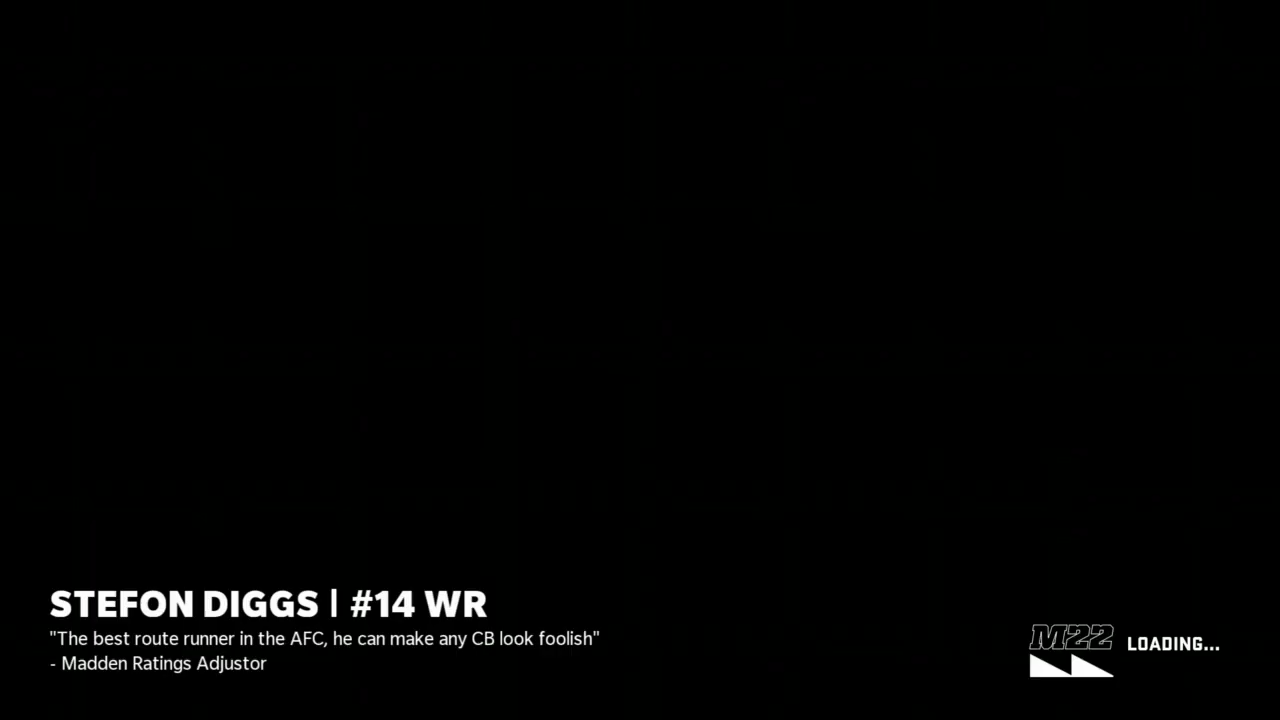 STEFON DIGGS | #14 WR
"The best route runner in the AFC, he can make any CB look foolish"
- Madden Ratings Adjustor
M22
LOADING...